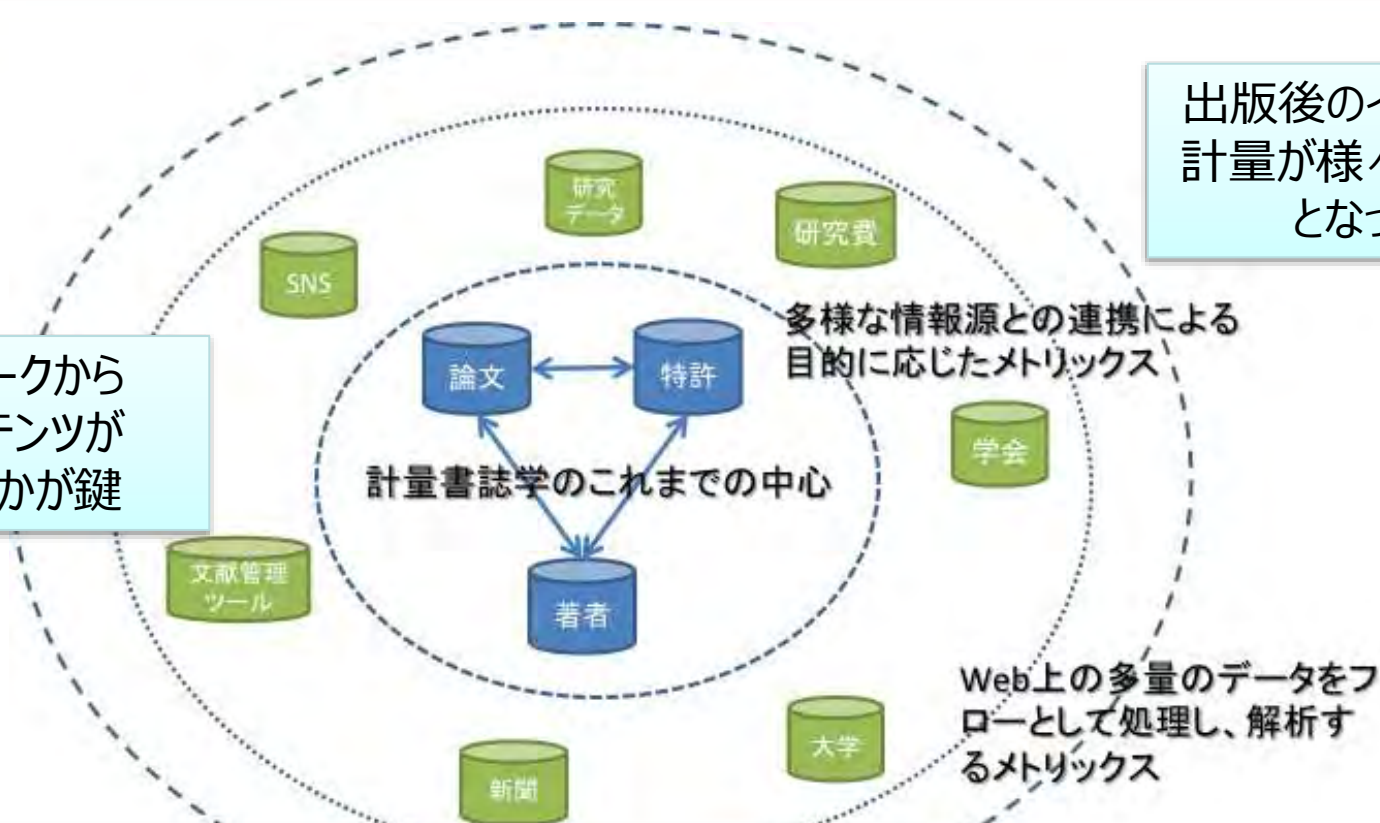 出版後のイ
計量が様々
となっ
研究
データ
研究費
SNS
多様な情報源との連携による
目的に応じたメトリックス
ークから
テンツが
かが鍵
論文
特許
学会
計量書誌学のこれまでの中心
文献管理
ツール
著者
Web上の多量のデータをフ
ローとして処理し、解析す
るメトリックス
大学
新聞